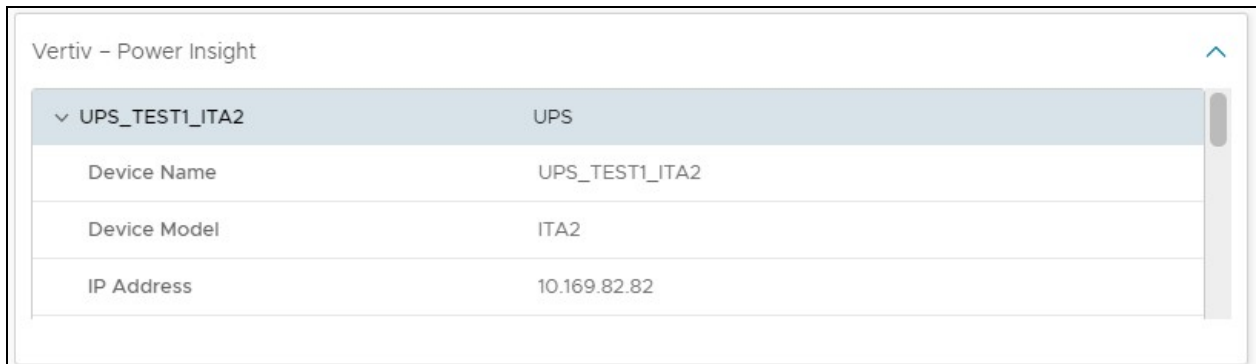 Vertiv – Power Insight
UPS_TEST1_ITA2 UPS
Device Name UPS_TEST1_ITA2
Device Model ITA2
IP Address 10.169.82.82